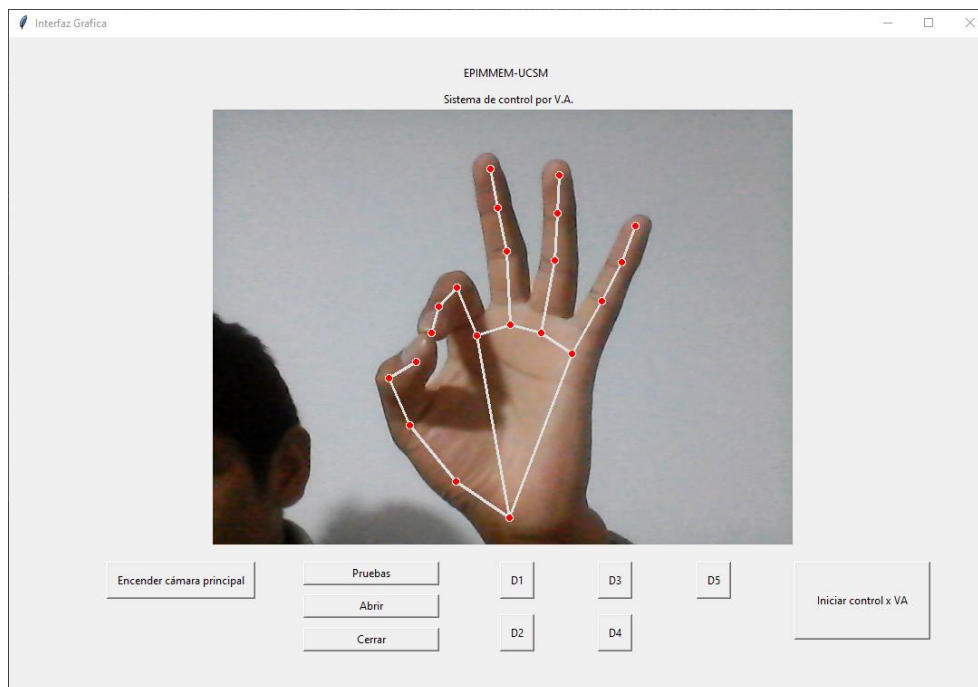 Interfaz Grafica
EPIMMEM-UCSM
Sistema de control por V.A.
Encender cámara principal
Pruebas
Abrir
Cerrar
D1
D3
D5
D2
D4
Iniciar control x VA